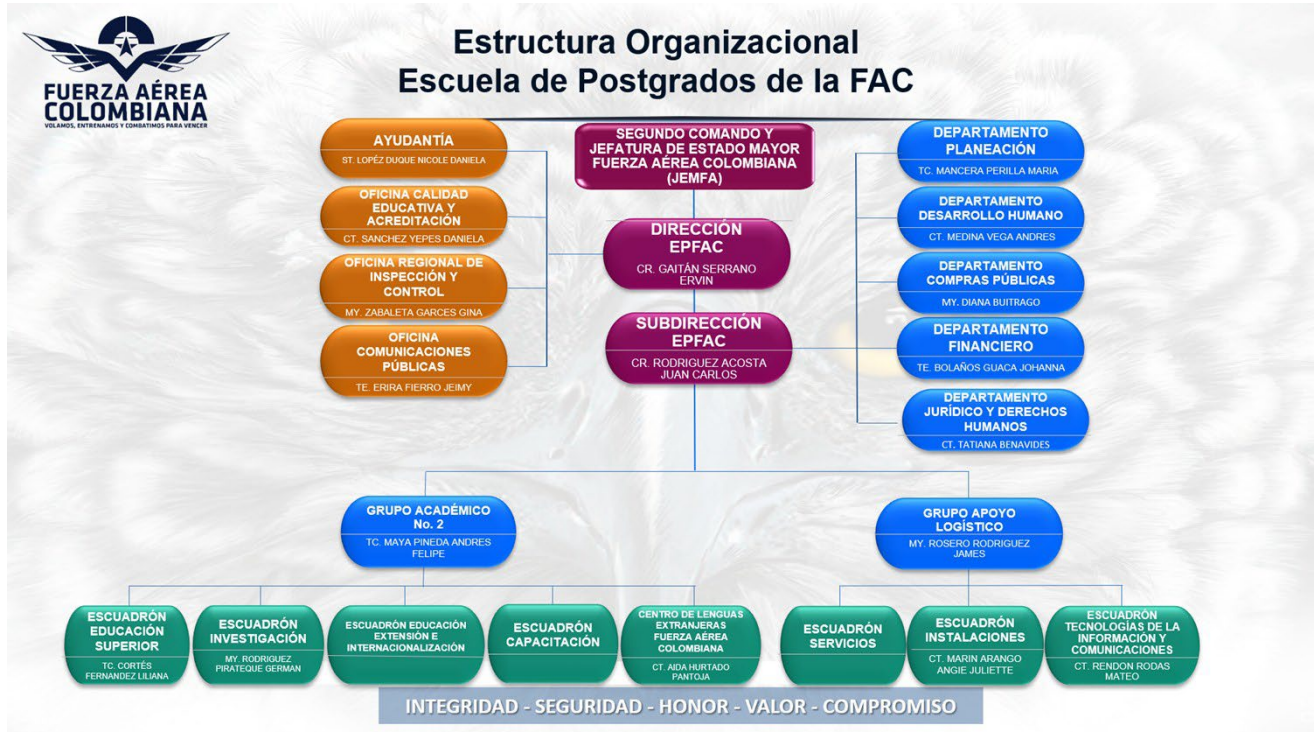 FUERZA AÉREA
COLOMBIANA
VOLAMOS, ENTRENAMOS Y COMBATIMOS PARA VENCER
Estructura Organizacional
Escuela de Postgrados de la FAC
AYUDANTÍA
ST. LOPÉZ DUQUE NICOLE DANIELA
OFICINA CALIDAD
EDUCATIVA Y
ACREDITACIÓN
CT. SANCHEZ YEPES DANIELA
OFICINA REGIONAL DE
INSPECCIÓN Y
CONTROL
MY. ZABALETA GARCES GINA
OFICINA
COMUNICACIONES
PÚBLICAS
TE. ERIRA FIERRO JEIMY
SEGUNDO COMANDO Y
JEFATURA DE ESTADO MAYOR
FUERZA AÉREA COLOMBIANA
(JEMFA)
DIRECCIÓN
EPFAC
CR. GAITÁN SERRANO
ERVIN
SUBDIRECCIÓN
EPFAC
CR. RODRIGUEZ ACOSTA
JUAN CARLOS
DEPARTAMENTO
PLANEACIÓN
TC. MANCERA PERILLA MARIA
DEPARTAMENTO
DESARROLLO HUMANO
CT. MEDINA VEGA ANDRES
DEPARTAMENTO
COMPRAS PÚBLICAS
MY. DIANA BUITRAGO
DEPARTAMENTO
FINANCIERO
TE. BOLAÑOS GUACA JOHANNA
DEPARTAMENTO
JURÍDICO Y DERECHOS
HUMANOS
CT. TATIANA BENAVIDES
GRUPO ACADÉMICO
No. 2
TC. MAYA PINEDA ANDRES
FELIPE
GRUPO APOYO
LOGÍSTICO
MY. ROSERO RODRIGUEZ
JAMES
ESCUADRÓN
EDUCACIÓN
SUPERIOR
TC. CORTÉS
FERNANDEZ LILIANA
ESCUADRÓN
INVESTIGACIÓN
MY. RODRIGUEZ
PIRATEQUE GERMAN
ESCUADRÓN EDUCACIÓN
EXTENSIÓN E
INTERNACIONALIZACIÓN
ESCUADRÓN
CAPACITACIÓN
CENTRO DE LENGUAS
EXTRANJERAS
FUERZA AÉREA
COLOMBIANA
CT. AIDA HURTADO
PANTOJA
ESCUADRÓN
SERVICIOS
ESCUADRÓN
INSTALACIONES
CT. MARIN ARANGO
ANGIE JULIETTE
ESCUADRÓN
TECNOLOGÍAS DE LA
INFORMACIÓN Y
COMUNICACIONES
CT. RENDON RODAS
MATEO
INTEGRIDAD - SEGURIDAD - HONOR - VALOR - COMPROMISO